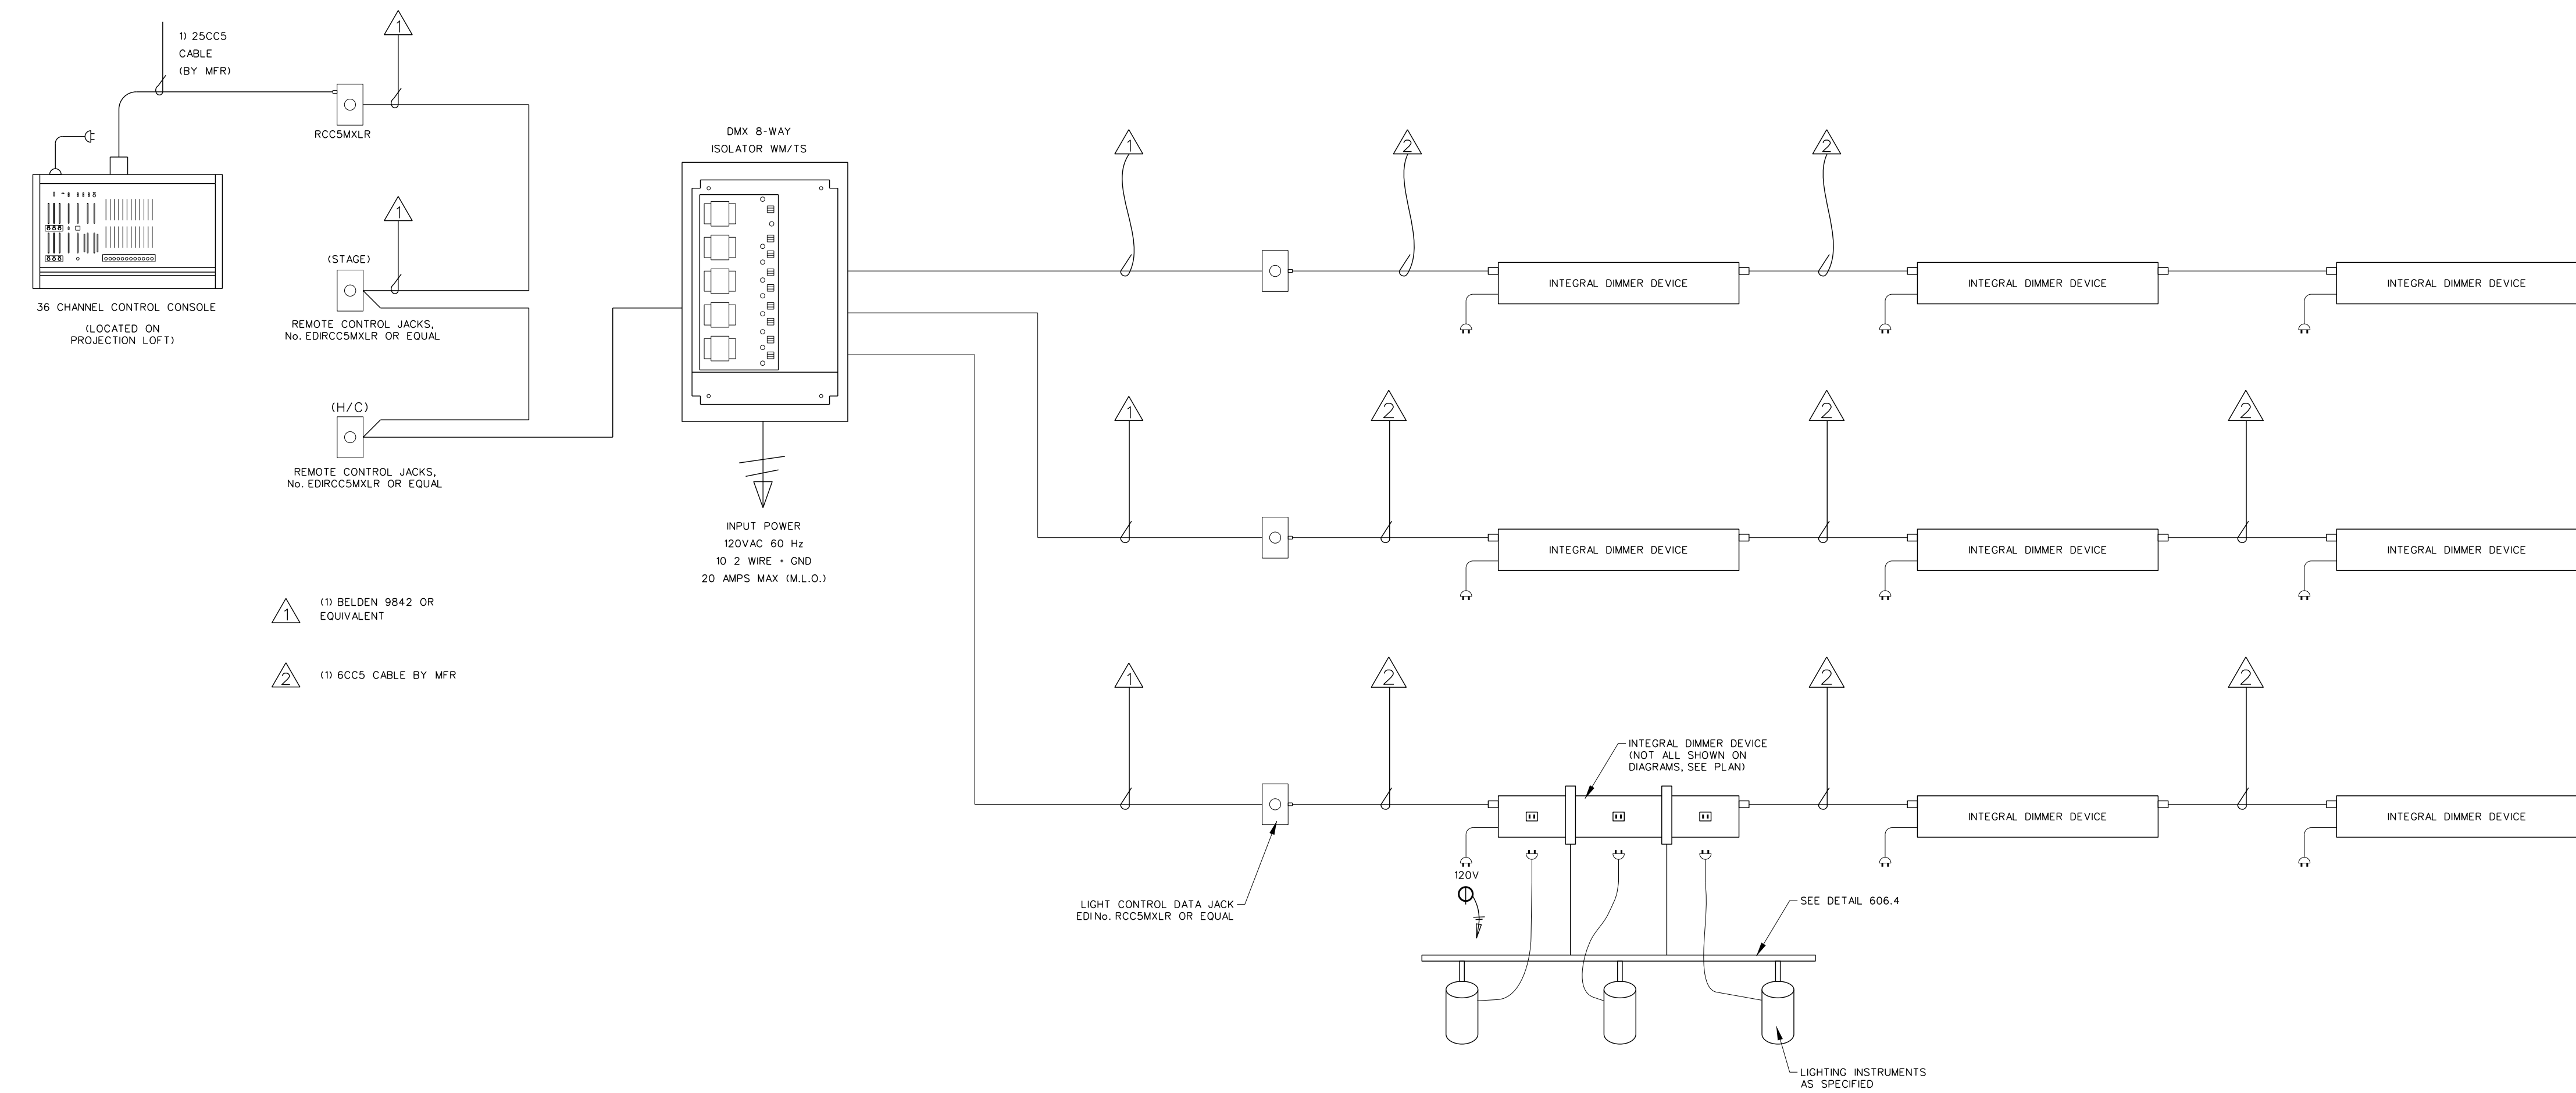 1) 25CC5
CABLE
(BY MFR)
1
RCC5MXLR
36 CHANNEL CONTROL CONSOLE
(LOCATED ON
PROJECTION LOFT)
1
(STAGE)
REMOTE CONTROL JACKS,
No. EDIRCC5MXLR OR EQUAL
(H/C)
REMOTE CONTROL JACKS,
No. EDIRCC5MXLR OR EQUAL
DMX 8-WAY
ISOLATOR WM/TS
INPUT POWER
120VAC 60 Hz
10 2 WIRE + GND
20 AMPS MAX (M.L.O.)
1
(1) BELDEN 9842 OR
EQUIVALENT
2
(1) 6CC5 CABLE BY MFR
1
2
2
INTEGRAL DIMMER DEVICE
INTEGRAL DIMMER DEVICE
INTEGRAL DIMMER DEVICE
1
2
2
2
INTEGRAL DIMMER DEVICE
INTEGRAL DIMMER DEVICE
INTEGRAL DIMMER DEVICE
1
2
2
2
INTEGRAL DIMMER DEVICE
(NOT ALL SHOWN ON
DIAGRAMS, SEE PLAN)
INTEGRAL DIMMER DEVICE
INTEGRAL DIMMER DEVICE
120V
LIGHT CONTROL DATA JACK
EDI No. RCC5MXLR OR EQUAL
SEE DETAIL 606.4
LIGHTING INSTRUMENTS
AS SPECIFIED